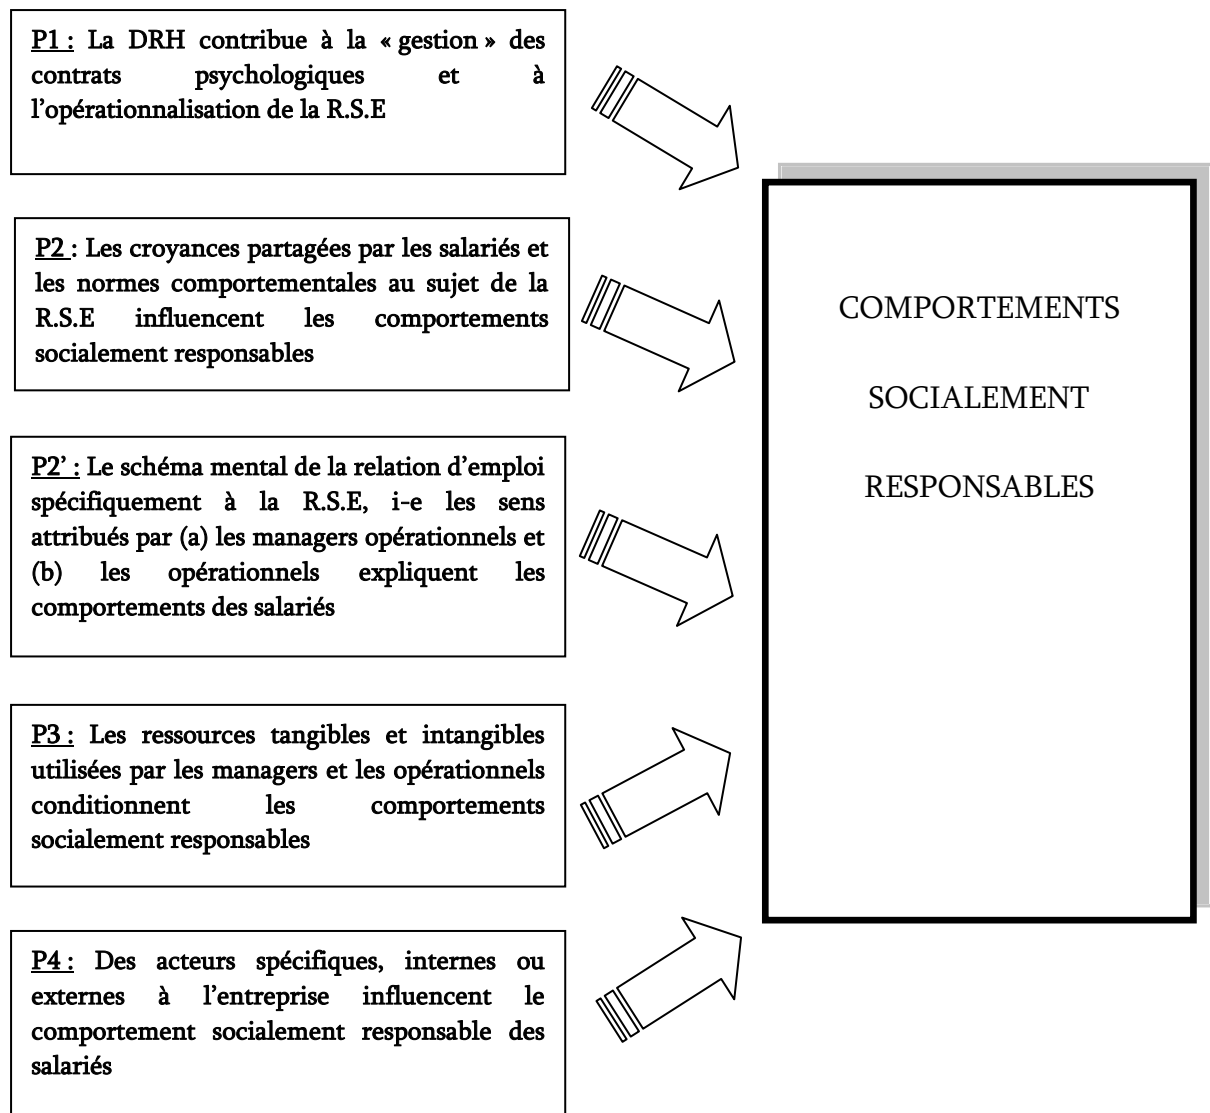 P1 : La DRH contribue à la « gestion » des
contrats psychologiques et à
l’opérationnalisation de la R.S.E
P2 : Les croyances partagées par les salariés et
les normes comportementales au sujet de la
R.S.E influencent les comportements
socialement responsables
P2’ : Le schéma mental de la relation d’emploi
spécifiquement à la R.S.E, i-e les sens
attribués par (a) les managers opérationnels et
(b) les opérationnels expliquent les
comportements des salariés
P3 : Les ressources tangibles et intangibles
utilisées par les managers et les opérationnels
conditionnent les comportements
socialement responsables
P4 : Des acteurs spécifiques, internes ou
externes à l’entreprise influencent le
comportement socialement responsable des
salariés
COMPORTEMENTS
SOCIALEMENT
RESPONSABLES